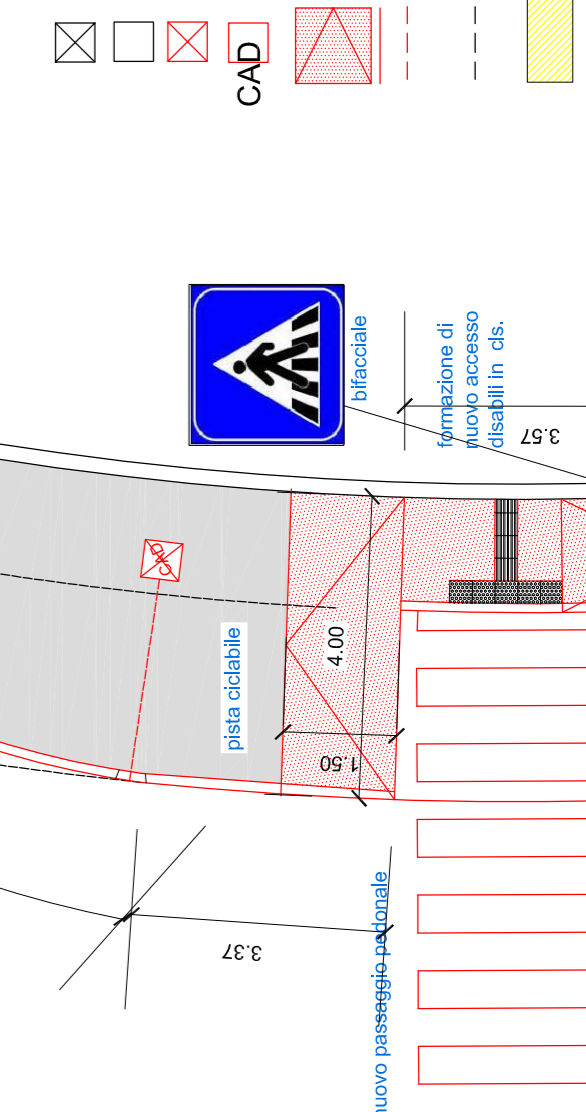 CAD
bifacciale
formazione di
nuovo accesso
disabili in cls.
3.57
CAD
pista ciclabile
4.00
1.50
3.37
nuovo passaggio pedonale